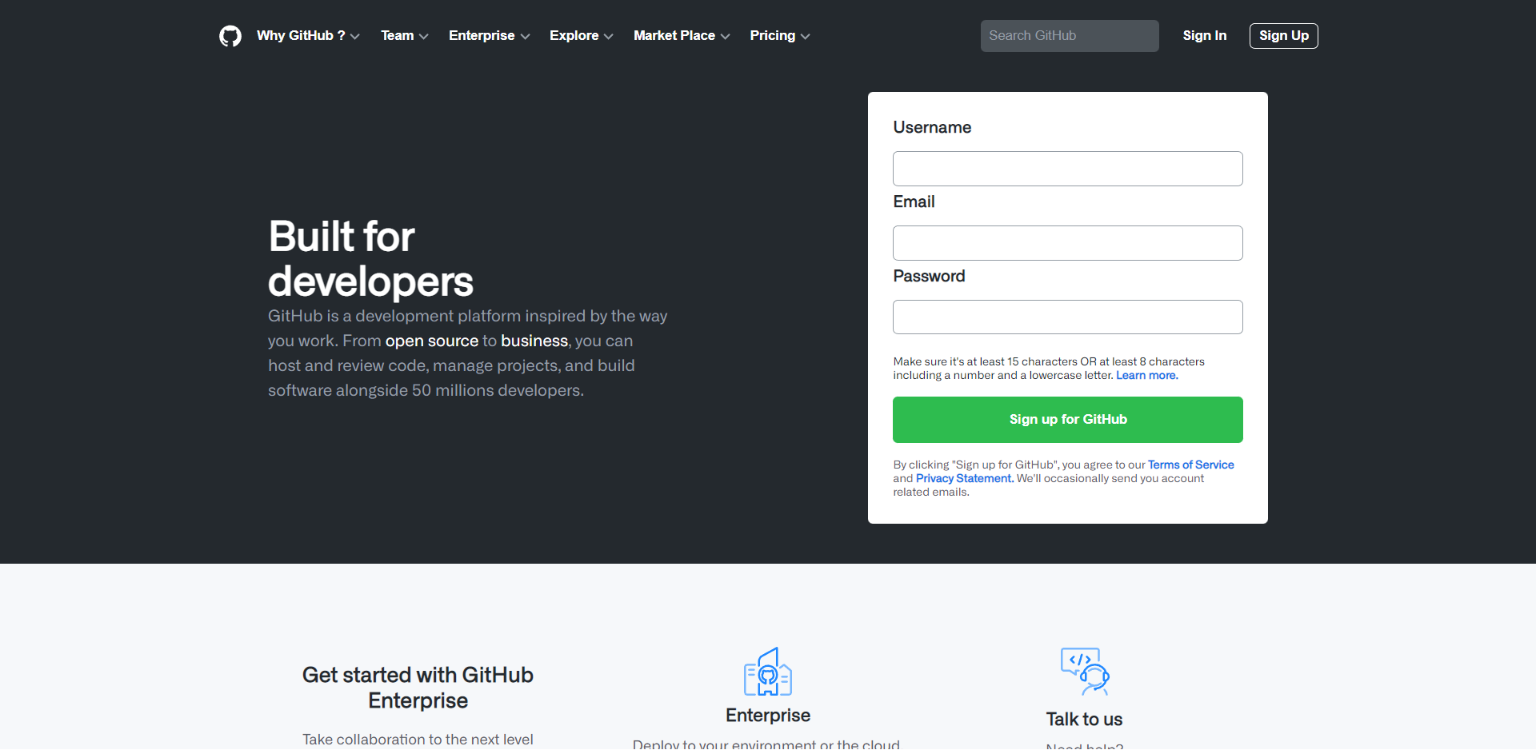 Why GitHub ? Team Enterprise Explore Market Place Pricing Search GitHub Sign In Sign Up
Built for
developers
GitHub is a development platform inspired by the way
you work. From open source to business, you can
host and review code, manage projects, and build
software alongside 50 millions developers.
Username
Email
Password
Make sure it's at least 15 characters OR at least 8 characters
including a number and a lowercase letter. Learn more.
Sign up for GitHub
By clicking "Sign up for GitHub", you agree to our Terms of Service
and Privacy Statement. We'll occasionally send you account
related emails.
Get started with GitHub
Enterprise
Take collaboration to the next level
Enterprise
Deploy to your environment or the cloud
Talk to us
Need help?